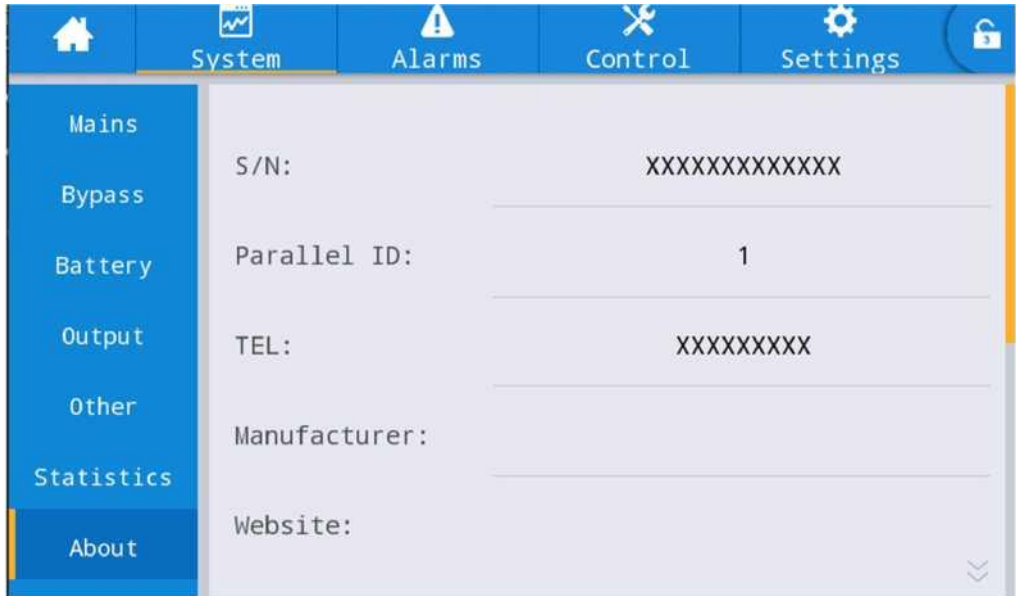 System Alarms Control Settings 3
Mains
Bypass
Battery
Output
Other
Statistics
About
S/N: XXXXXXXXXXXXX
Parallel ID: 1
TEL: XXXXXXXXX
Manufacturer:
Website: